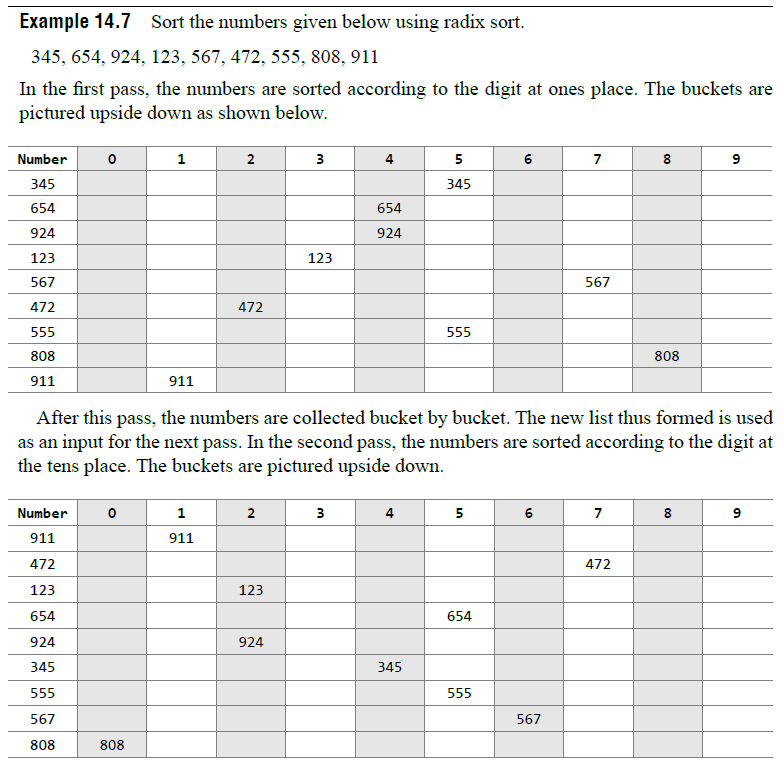 Example 14.7 Sort the numbers given below using radix sort.
345, 654, 924, 123, 567, 472, 555, 808, 911
In the first pass, the numbers are sorted according to the digit at ones place. The buckets are
pictured upside down as shown below.
Number 0 1 2 3 4 5 6 7 8 9
345 345
654 654
924 924
123 123
567 567
472 472
555 555
808 808
911 911
After this pass, the numbers are collected bucket by bucket. The new list thus formed is used
as an input for the next pass. In the second pass, the numbers are sorted according to the digit at
the tens place. The buckets are pictured upside down.
Number 0 1 2 3 4 5 6 7 8 9
911 911
472 472
123 123
654 654
924 924
345 345
555 555
567 567
808 808